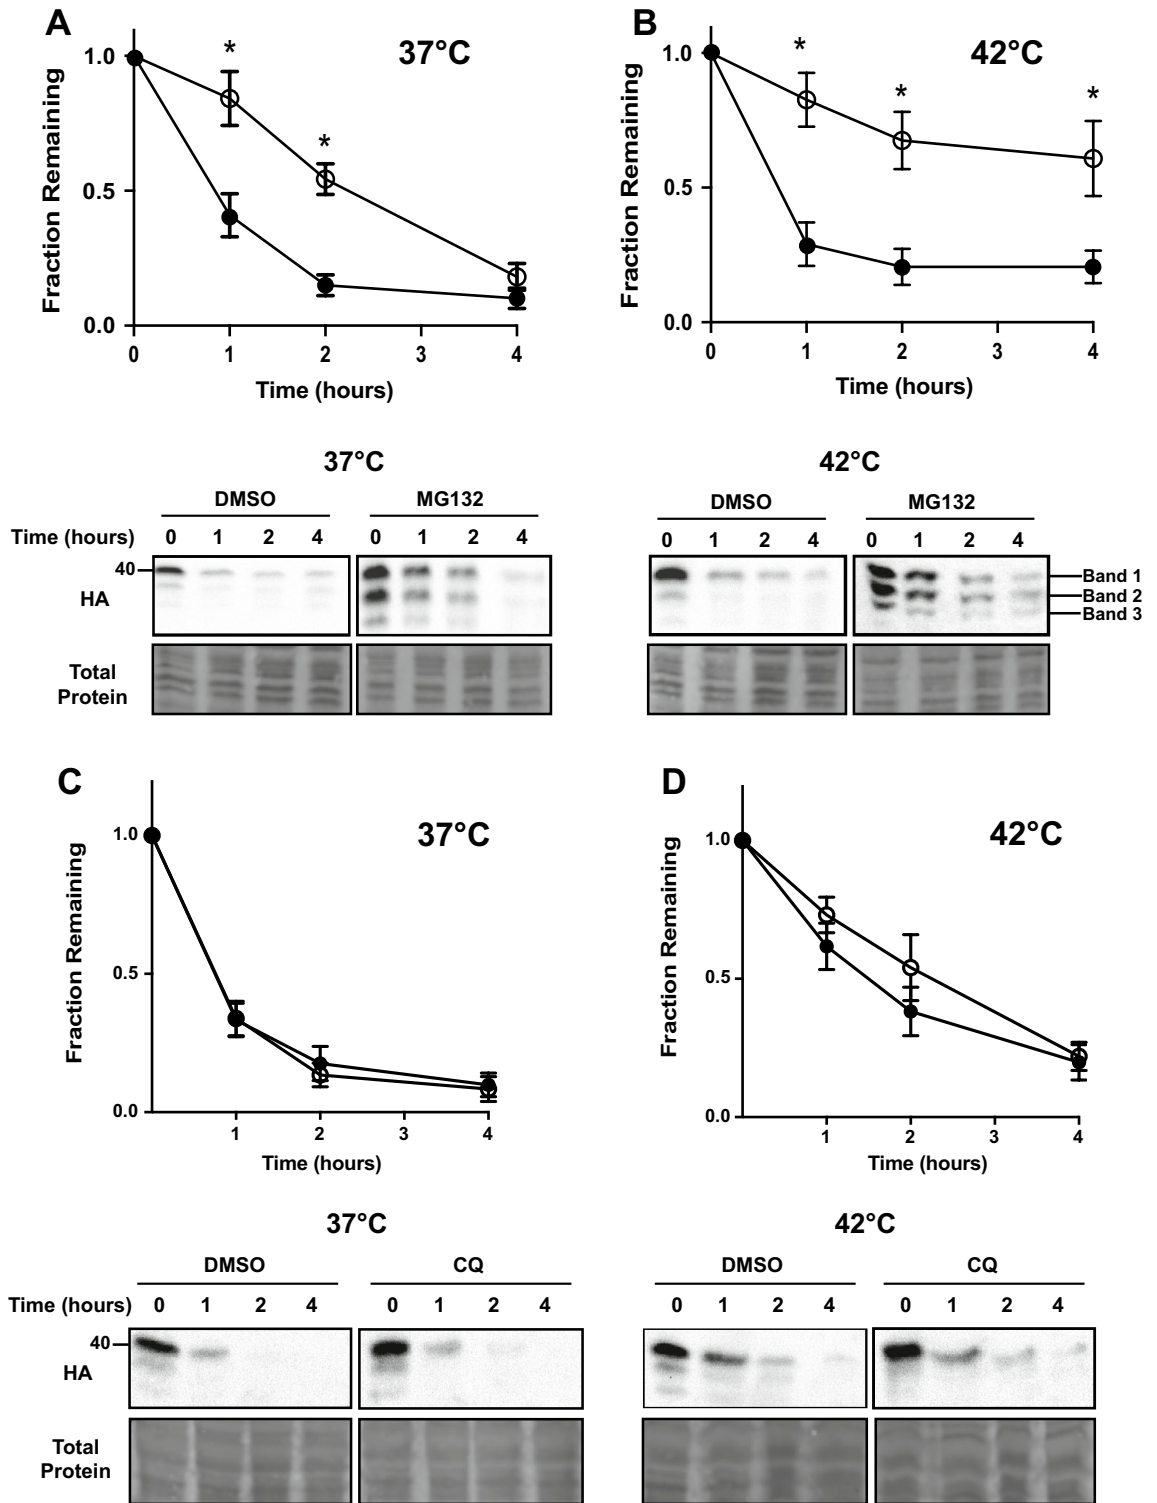 A
37°C
*
*
1.0
0.5
0.0
Fraction Remaining
0 1 2 3 4
Time (hours)
B
42°C
*
*
*
1.0
0.5
0.0
Fraction Remaining
0 1 2 3 4
Time (hours)
37°C
DMSO MG132
Time (hours) 0 1 2 4 0 1 2 4
40
HA
Total
Protein
42°C
DMSO MG132
0 1 2 4 0 1 2 4
Band 1
Band 2
Band 3
C
37°C
1.0
0.5
0.0
Fraction Remaining
1 2 3 4
Time (hours)
D
42°C
1.0
0.5
0.0
Fraction Remaining
1 2 3 4
Time (hours)
37°C
DMSO CQ
Time (hours) 0 1 2 4 0 1 2 4
40
HA
Total
Protein
42°C
DMSO CQ
0 1 2 4 0 1 2 4